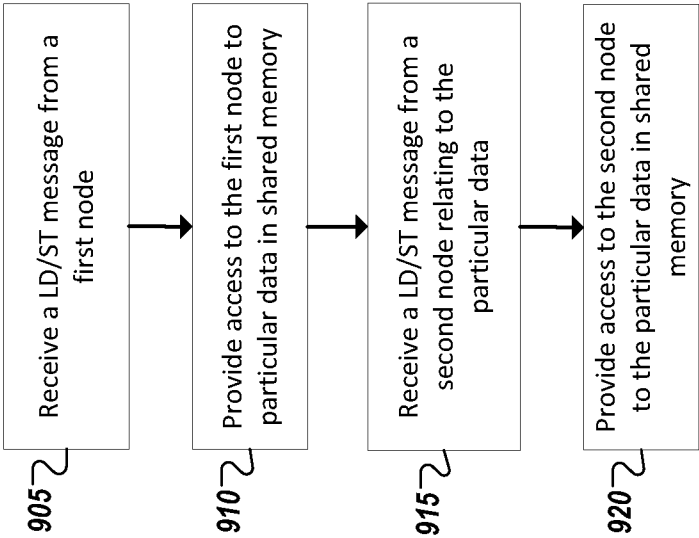 905
Receive a LD/ST message from a
first node
910
Provide access to the first node to
particular data in shared memory
915
Receive a LD/ST message from a
second node relating to the
particular data
920
Provide access to the second node
to the particular data in shared
memory